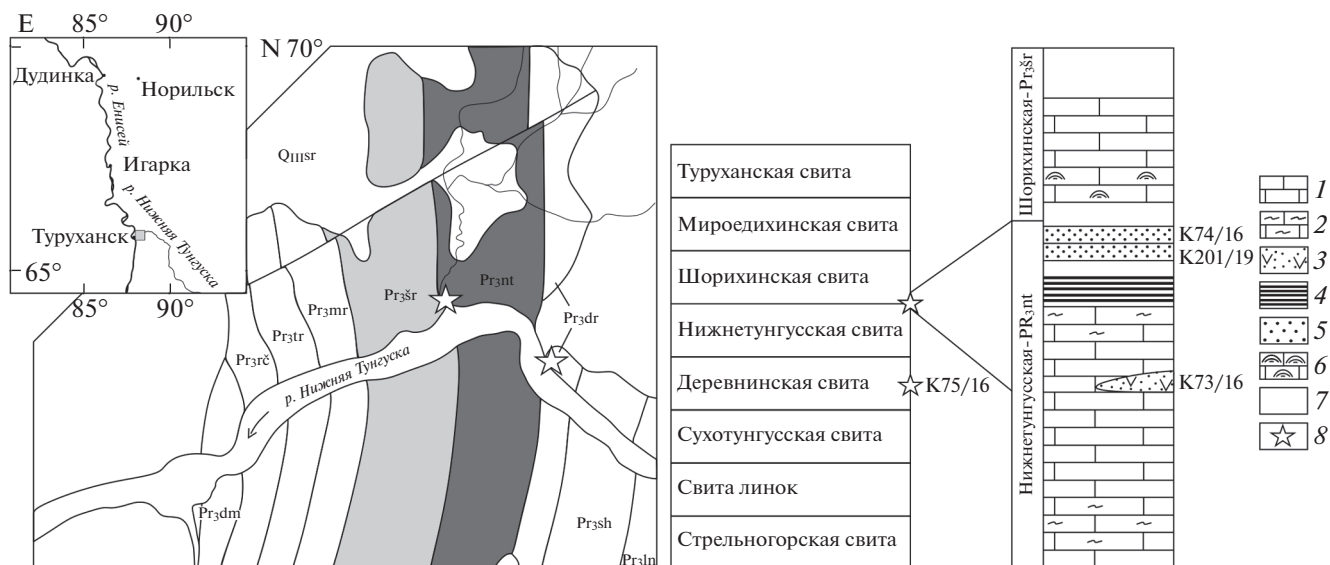 E 85° 90°
Дудинка
Норильск
р. Енисей
Игарка
р. Нижняя Тунгуска
Туруханск
65°
85° 90°
N 70°
QIIIsr
Pr3šr
Pr3nt
Pr3mr
Pr3tr
Pr3rč
Pr3dr
р. Нижняя Тунгуска
Pr3dm
Pr3sh
Pr3ln
Туруханская свита
Мироедихинская свита
Шорихинская свита
Нижнетунгусская свита
Деревнинская свита
K75/16
Сухотунгусская свита
Свита линок
Стрельногорская свита
Шорихинская-Pr3šr
Нижнетунгусская-PR3nt
K74/16
K201/19
K73/16
1
2
3
4
5
6
7
8